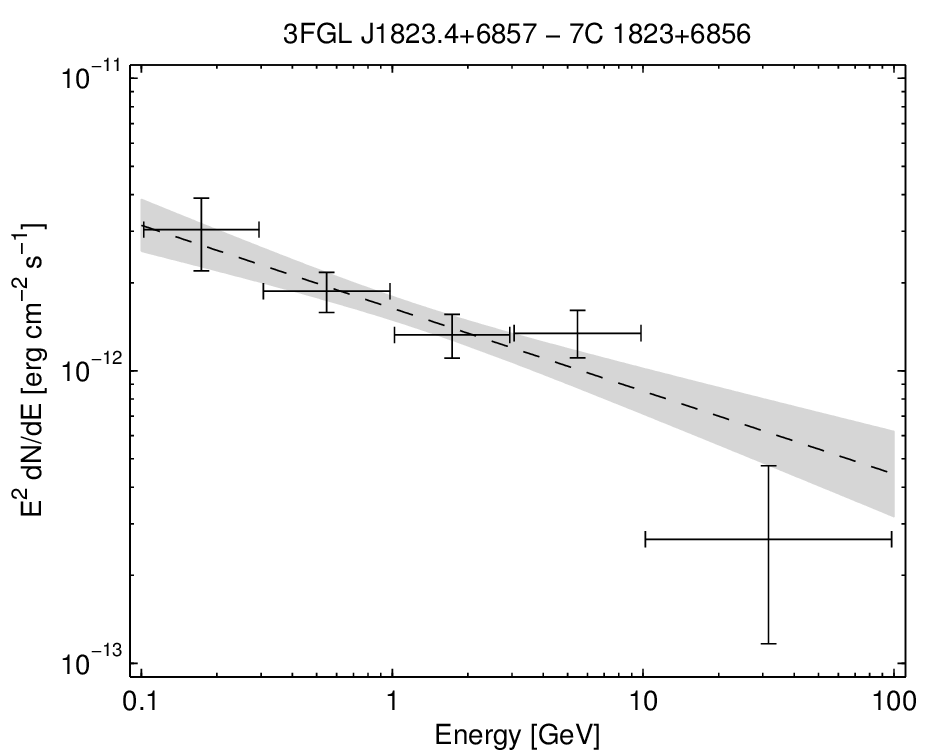 3FGL J1823.4+6857 − 7C 1823+6856
E² dN/dE [erg cm⁻² s⁻¹]
10⁻¹¹
10⁻¹²
10⁻¹³
0.1 1 10 100
Energy [GeV]